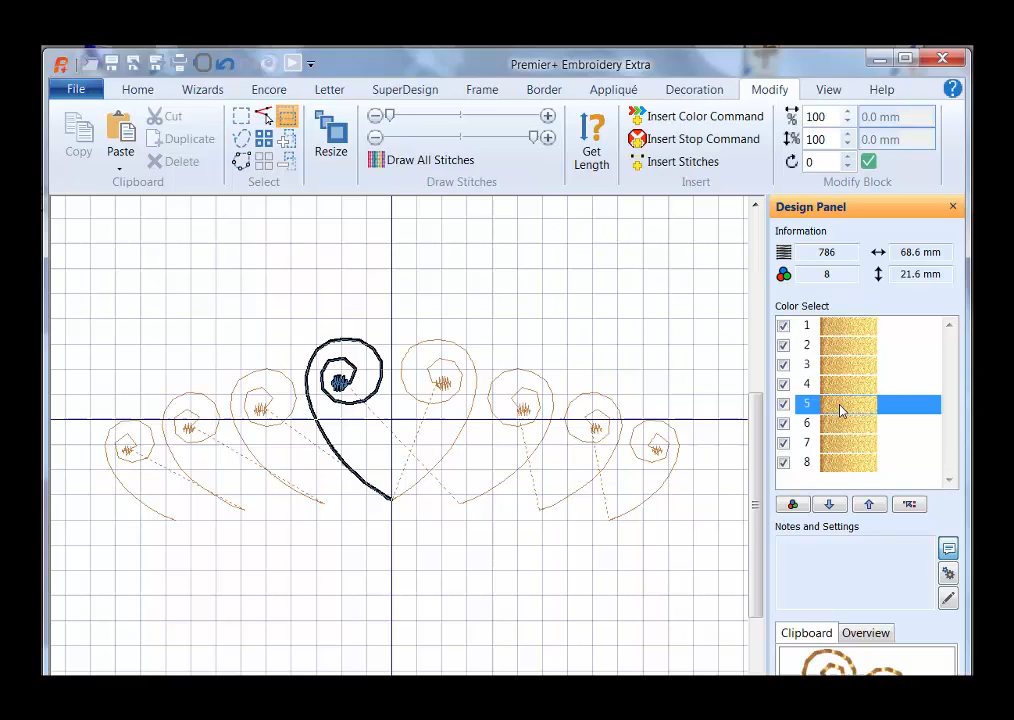 Premier+ Embroidery Extra
File Home Wizards Encore Letter SuperDesign Frame Border Appliqué Decoration Modify View Help
Cut
Duplicate
Delete
Copy
Paste
Clipboard
Select
Resize
Draw All Stitches
Draw Stitches
Get
Length
Insert Color Command
Insert Stop Command
Insert Stitches
Insert
% 100 0.0 mm
% 100 0.0 mm
0
Modify Block
Design Panel
Information
786 68.6 mm
8 21.6 mm
Color Select
1
2
3
4
5
6
7
8
Notes and Settings
Clipboard Overview